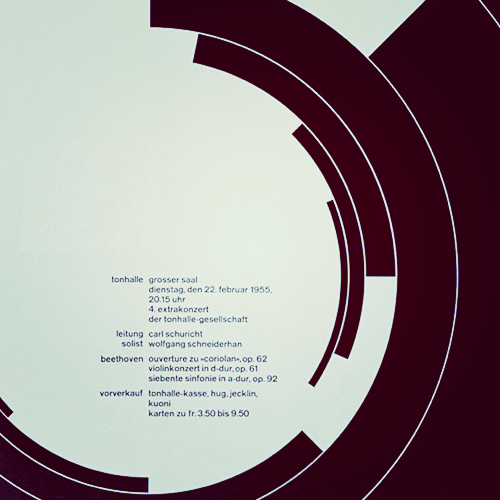 tonhalle grosser saal
dienstag, den 22. februar 1955,
20.15 uhr
4. extrakonzert
der tonhalle-gesellschaft
leitung carl schuricht
solist wolfgang schneiderhan
beethoven ouverture zu «coriolan», op. 62
violinkonzert in d-dur, op. 61
siebente sinfonie in a-dur, op. 92
vorverkauf tonhalle-kasse, hug, jecklin,
kuoni
karten zu fr. 3.50 bis 9.50